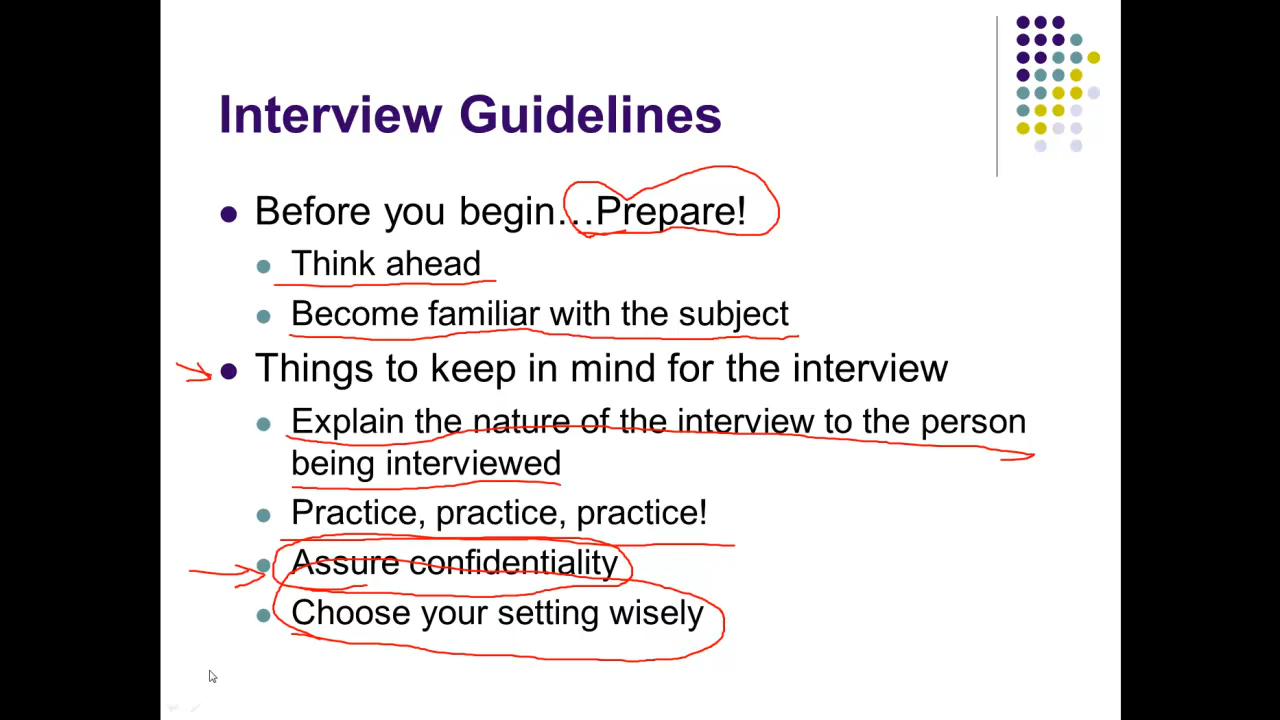 Interview Guidelines
Before you begin...Prepare!
Think ahead
Become familiar with the subject
Things to keep in mind for the interview
Explain the nature of the interview to the person
being interviewed
Practice, practice, practice!
Assure confidentiality
Choose your setting wisely